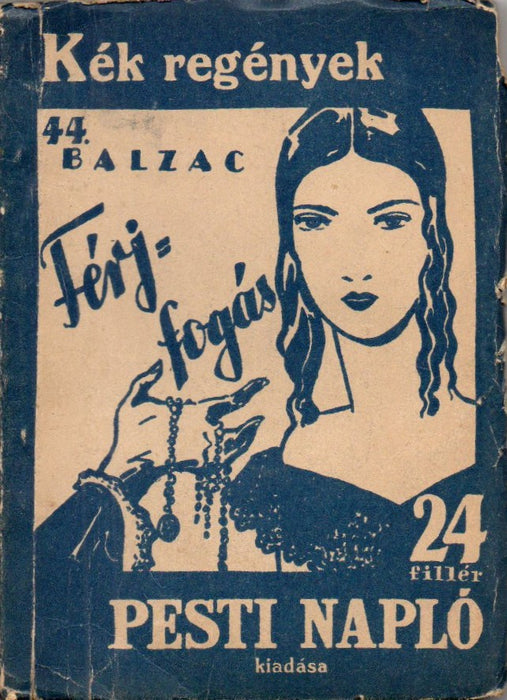 Kék regények
44.
BALZAC
Férj=
fogás
24
fillér
PESTI NAPLÓ
kiadása